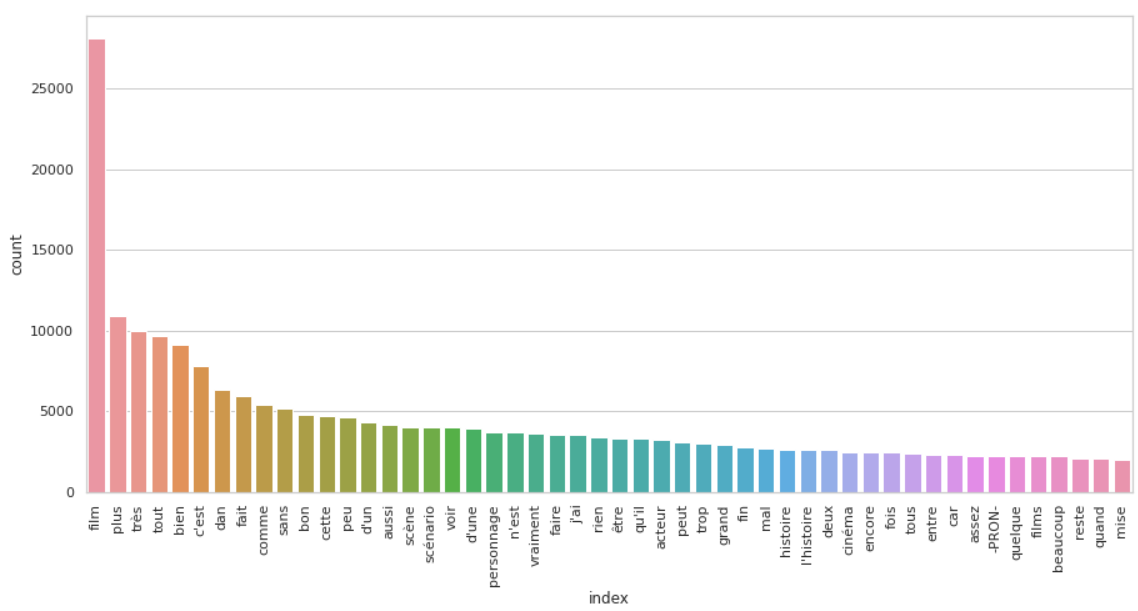 25000
20000
15000
10000
5000
0
count
film
plus
très
tout
bien
c'est
dan
fait
comme
sans
bon
cette
peu
d'un
aussi
scène
scénario
voir
d'une
personnage
n'est
vraiment
faire
j'ai
rien
être
qu'il
acteur
peut
trop
grand
fin
mal
histoire
l'histoire
deux
cinéma
encore
fois
tous
entre
car
assez
-PRON-
quelque
films
beaucoup
reste
quand
mise
index